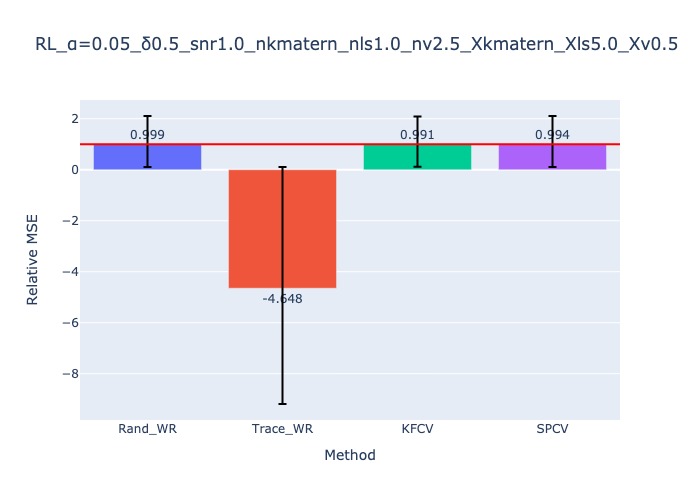 RL_α=0.05_δ0.5_snr1.0_nkmatern_nls1.0_nv2.5_Xkmatern_Xls5.0_Xv0.5
2
0
−2
−4
−6
−8
Relative MSE
0.999
-4.648
0.991
0.994
Rand_WR
Trace_WR
KFCV
SPCV
Method